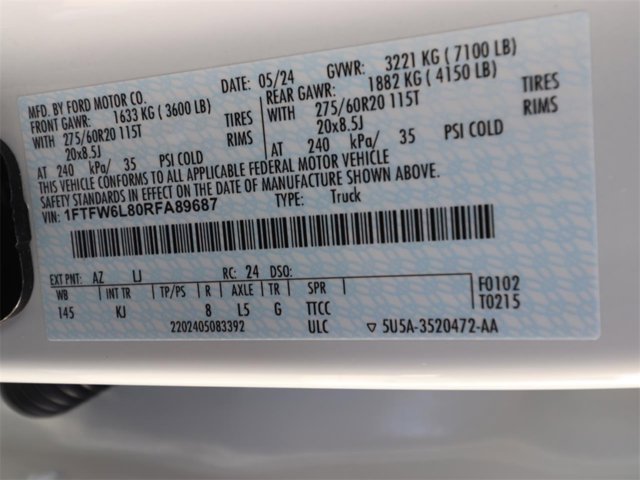 MFD. BY FORD MOTOR CO. DATE: 05/24 GVWR: 3221 KG (7100 LB)
FRONT GAWR: 1633 KG (3600 LB) REAR GAWR: 1882 KG (4150 LB)
WITH 275/60R20 115T TIRES WITH 275/60R20 115T TIRES
20x8.5J RIMS 20x8.5J RIMS
AT 240 kPa/ 35 PSI COLD AT 240 kPa/ 35 PSI COLD
THIS VEHICLE CONFORMS TO ALL APPLICABLE FEDERAL MOTOR VEHICLE
SAFETY STANDARDS IN EFFECT ON THE DATE OF MANUFACTURE SHOWN ABOVE.
VIN: 1FTFW6L80RFA89687 TYPE: Truck
EXT PNT: AZ LJ RC: 24 DSO: F0102
WB INT TR TP/PS R AXLE TR SPR T0215
145 KJ 8 L5 G TTCC
2202405083392 ULC ▽ 5U5A-3520472-AA